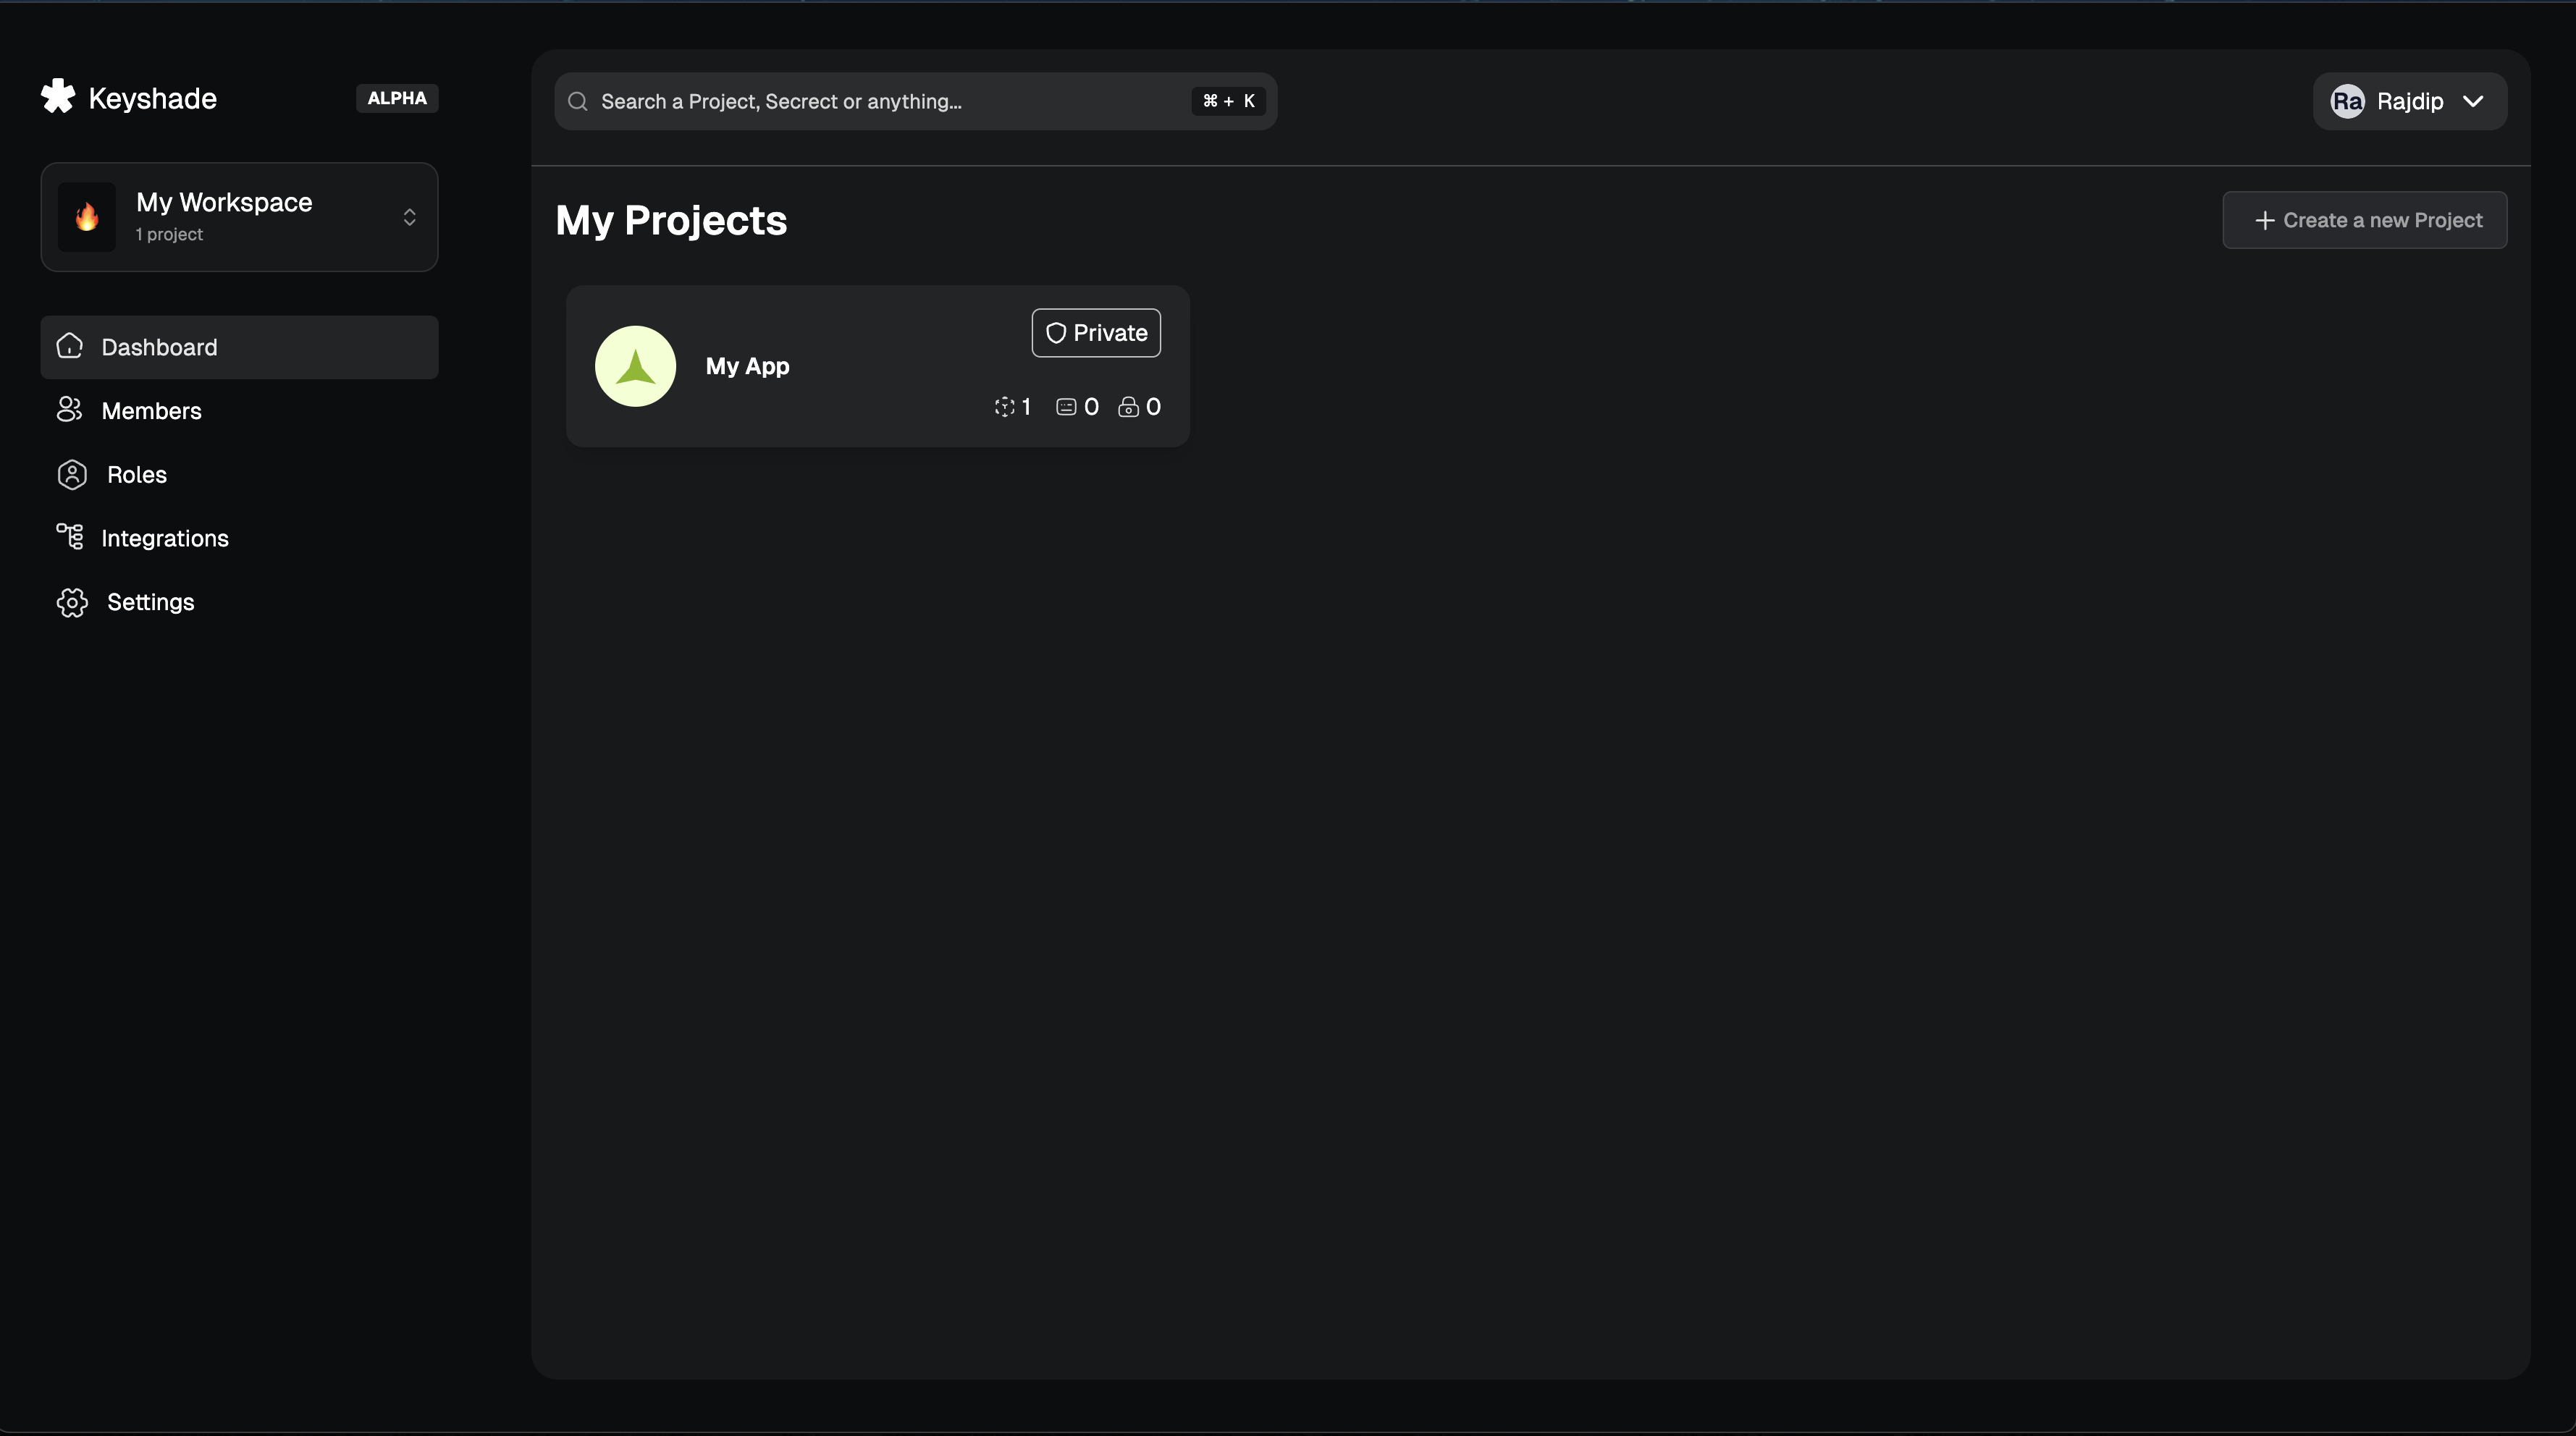 Keyshade
ALPHA
My Workspace
1 project
Dashboard
Members
Roles
Integrations
Settings
Search a Project, Secrect or anything...
⌘ + K
Ra
Rajdip
My Projects
+ Create a new Project
My App
Private
1
0
0